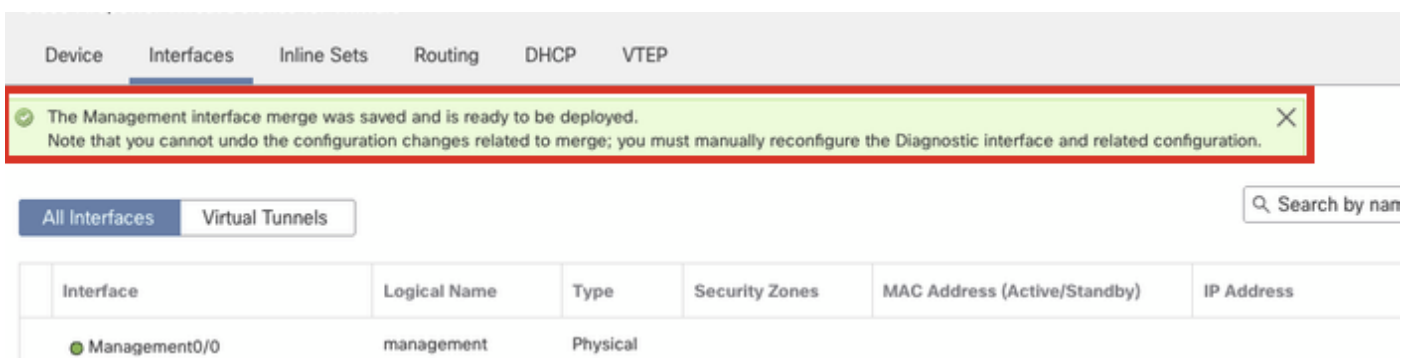 Device Interfaces Inline Sets Routing DHCP VTEP
The Management interface merge was saved and is ready to be deployed.
Note that you cannot undo the configuration changes related to merge; you must manually reconfigure the Diagnostic interface and related configuration.
All Interfaces Virtual Tunnels
Search by nam
Interface Logical Name Type Security Zones MAC Address (Active/Standby) IP Address
Management0/0 management Physical